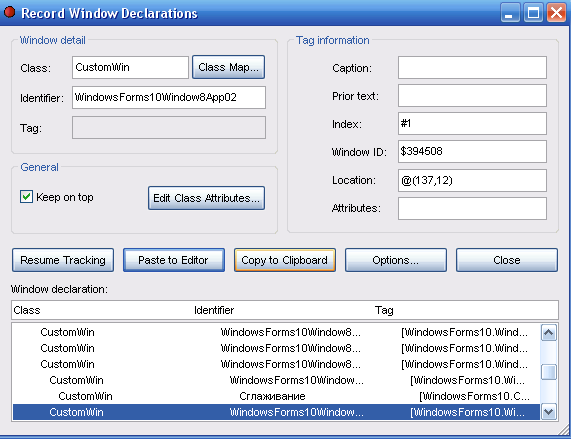 Record Window Declarations
Window detail
Class: CustomWin Class Map...
Identifier: WindowsForms10Window8App02
Tag:
General
Keep on top Edit Class Attributes...
Tag information
Caption:
Prior text:
Index: #1
Window ID: $394508
Location: @(137,12)
Attributes:
Resume Tracking Paste to Editor Copy to Clipboard Options... Close
Window declaration:
Class Identifier Tag
CustomWin WindowsForms10Window8... [WindowsForms10.Wind...
CustomWin WindowsForms10Window8... [WindowsForms10.Wind...
CustomWin WindowsForms10Window8... [WindowsForms10.Wind...
CustomWin WindowsForms10Window... [WindowsForms10.Wi...
CustomWin Сглаживание [WindowsForms10.C...
CustomWin WindowsForms10Window... [WindowsForms10.Wi...